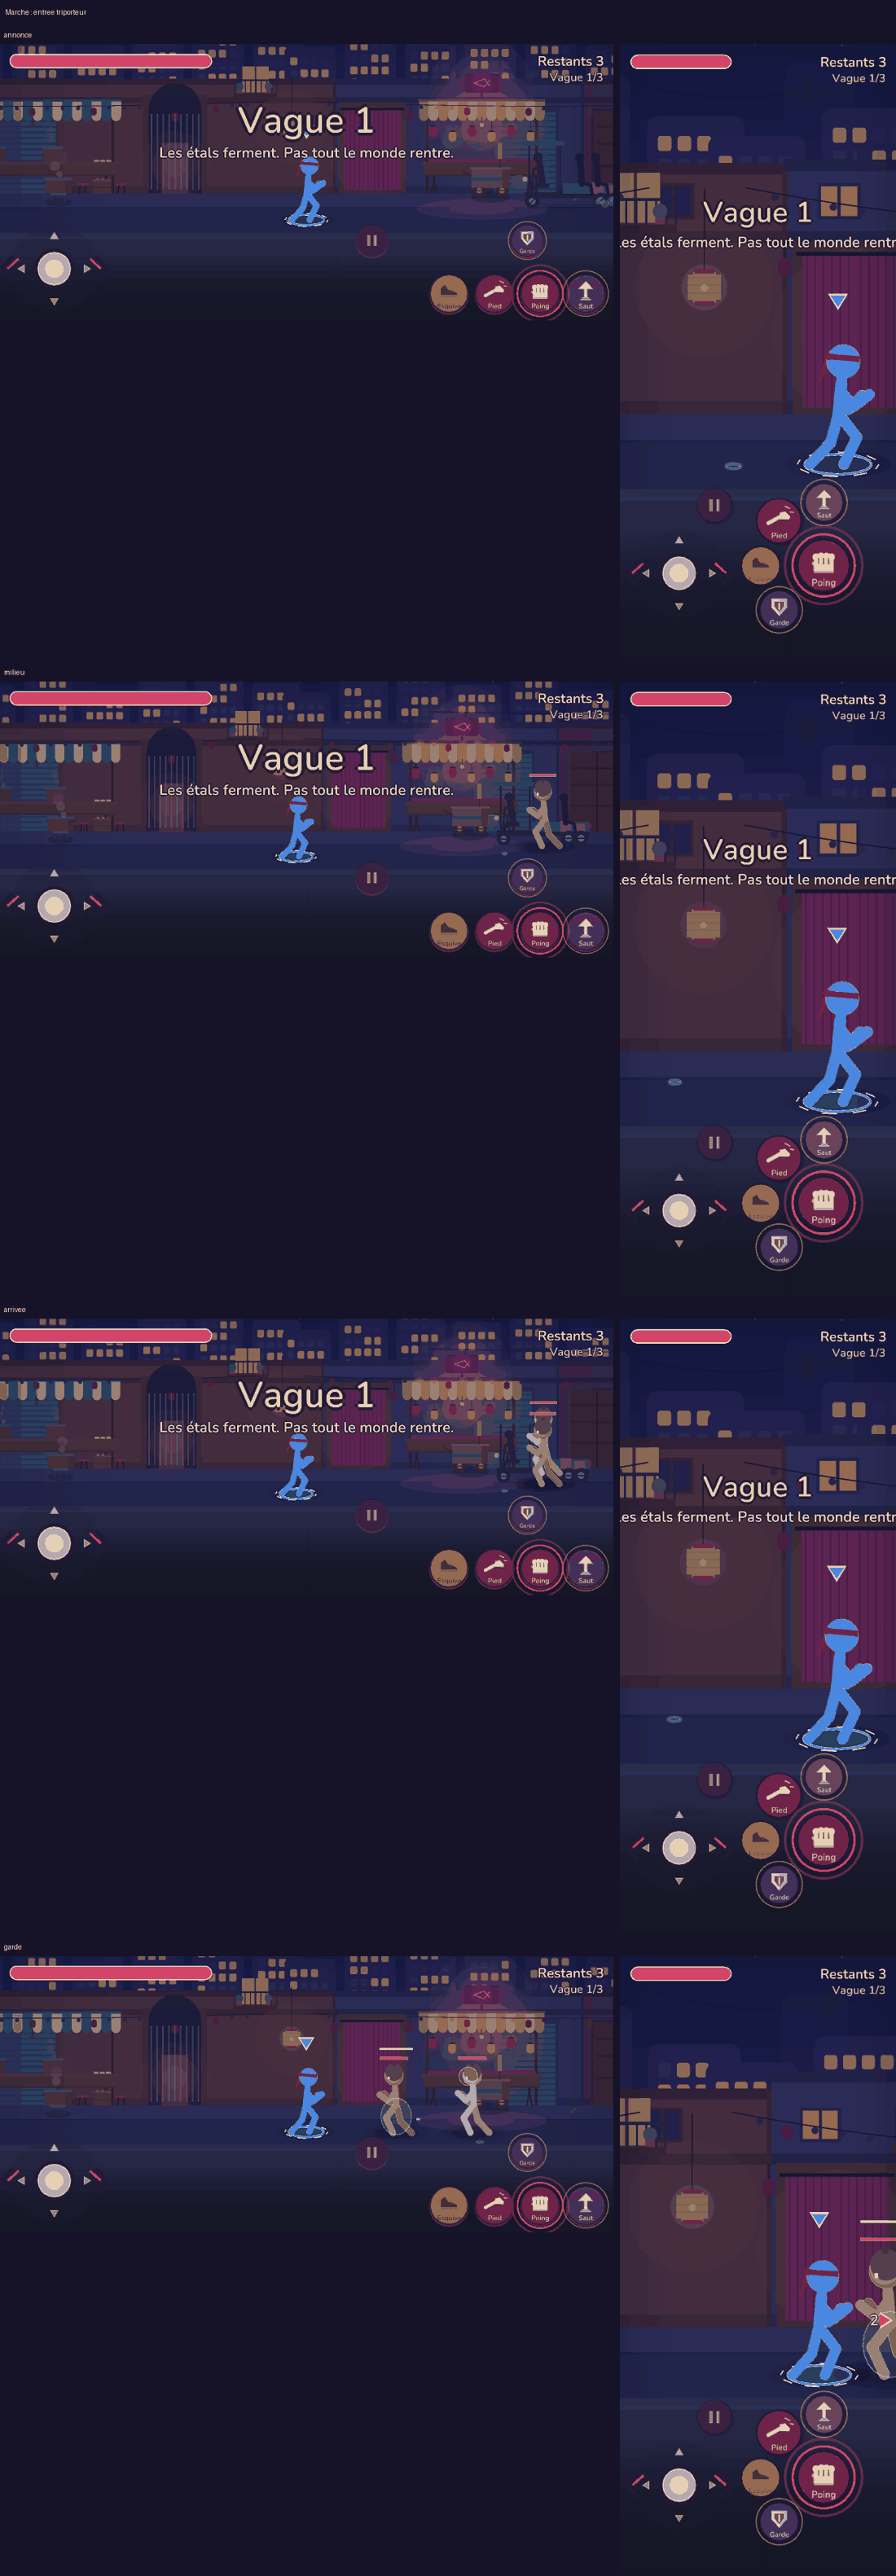 Marche : entree triporteur
annonce
Restants 3
Vague 1/3
Vague 1
Les étals ferment. Pas tout le monde rentre.
Garde
Esquive
Pied
Poing
Saut
Restants 3
Vague 1/3
Vague 1
es étals ferment. Pas tout le monde rentr
Saut
Pied
Poing
Garde
milieu
Restants 3
Vague 1/3
Vague 1
Les étals ferment. Pas tout le monde rentre.
Garde
Esquive
Pied
Poing
Saut
Restants 3
Vague 1/3
Vague 1
es étals ferment. Pas tout le monde rentr
Saut
Pied
Poing
Garde
arrivee
Restants 3
Vague 1/3
Vague 1
Les étals ferment. Pas tout le monde rentre.
Garde
Esquive
Pied
Poing
Saut
Restants 3
Vague 1/3
Vague 1
es étals ferment. Pas tout le monde rentr
Saut
Pied
Poing
Garde
garde
Restants 3
Vague 1/3
Garde
Esquive
Pied
Poing
Saut
Restants 3
Vague 1/3
2
Saut
Pied
Poing
Garde